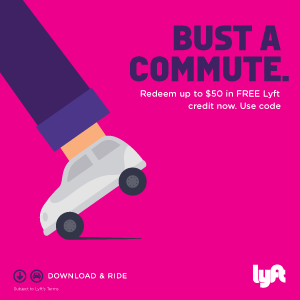 BUST A
COMMUTE.
Redeem up to $50 in FREE Lyft
credit now. Use code
DOWNLOAD & RIDE
Subject to Lyft's Terms.
lyft